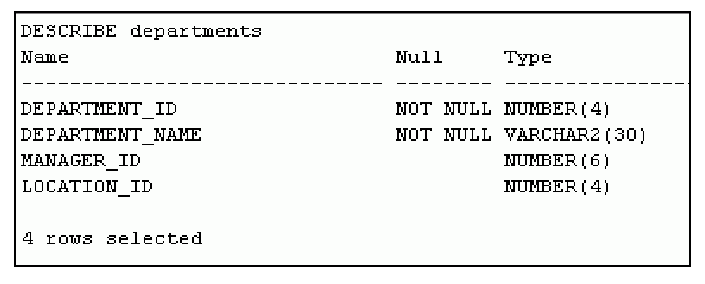 DESCRIBE departments
Name Null Type
------------------------------ -------- ----------------
DEPARTMENT_ID NOT NULL NUMBER(4)
DEPARTMENT_NAME NOT NULL VARCHAR2(30)
MANAGER_ID NUMBER(6)
LOCATION_ID NUMBER(4)
4 rows selected